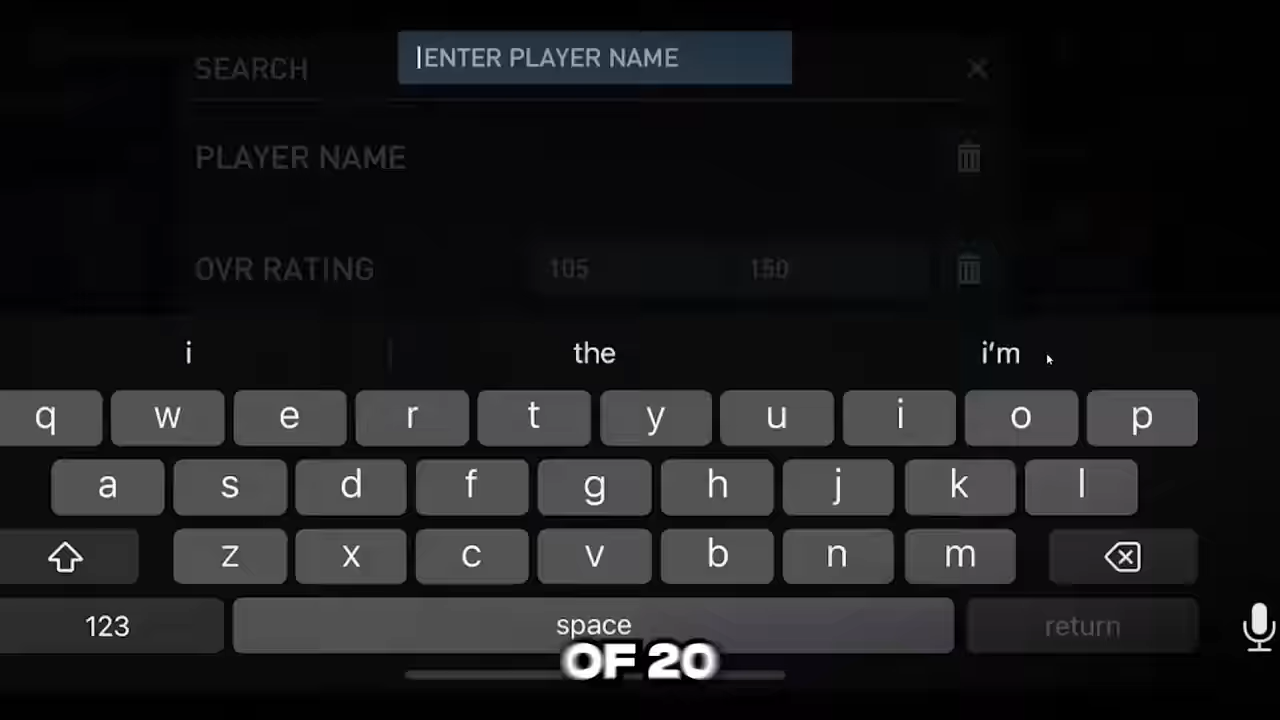 ENTER PLAYER NAME
SEARCH
PLAYER NAME
OVR RATING 105 150
i the i'm
q w e r t y u i o p
a s d f g h j k l
z x c v b n m
123 space return
OF 20